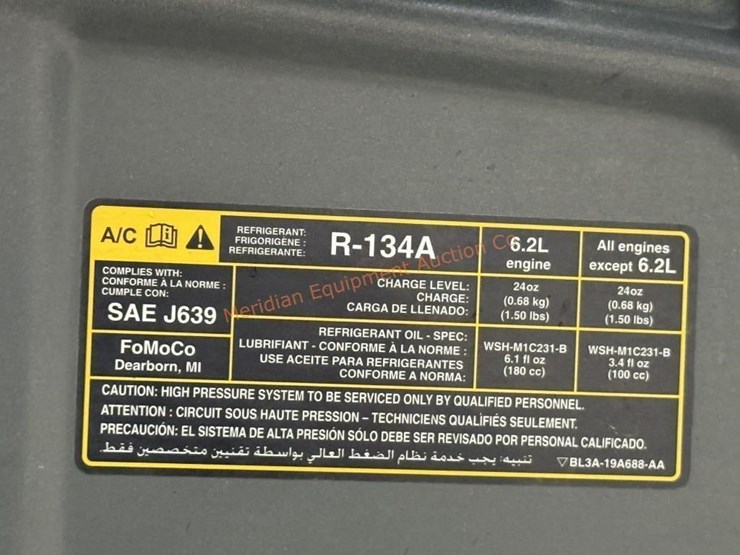 A/C
REFRIGERANT:
FRIGORIGÈNE :
REFRIGERANTE:
R-134A
6.2L
engine
All engines
except 6.2L
COMPLIES WITH:
CONFORME À LA NORME :
CUMPLE CON:
SAE J639
CHARGE LEVEL:
CHARGE:
CARGA DE LLENADO:
24oz
(0.68 kg)
(1.50 lbs)
24oz
(0.68 kg)
(1.50 lbs)
FoMoCo
Dearborn, MI
REFRIGERANT OIL - SPEC:
LUBRIFIANT - CONFORME À LA NORME :
USE ACEITE PARA REFRIGERANTES
CONFORME A NORMA:
WSH-M1C231-B
6.1 fl oz
(180 cc)
WSH-M1C231-B
3.4 fl oz
(100 cc)
CAUTION: HIGH PRESSURE SYSTEM TO BE SERVICED ONLY BY QUALIFIED PERSONNEL.
ATTENTION : CIRCUIT SOUS HAUTE PRESSION – TECHNICIENS QUALIFIÉS SEULEMENT.
PRECAUCIÓN: EL SISTEMA DE ALTA PRESIÓN SÓLO DEBE SER REVISADO POR PERSONAL CALIFICADO.
تنبيه: يجب خدمة نظام الضغط العالي بواسطة تقنيين متخصصين فقط.
BL3A-19A688-AA
Meridian Equipment Auction Co